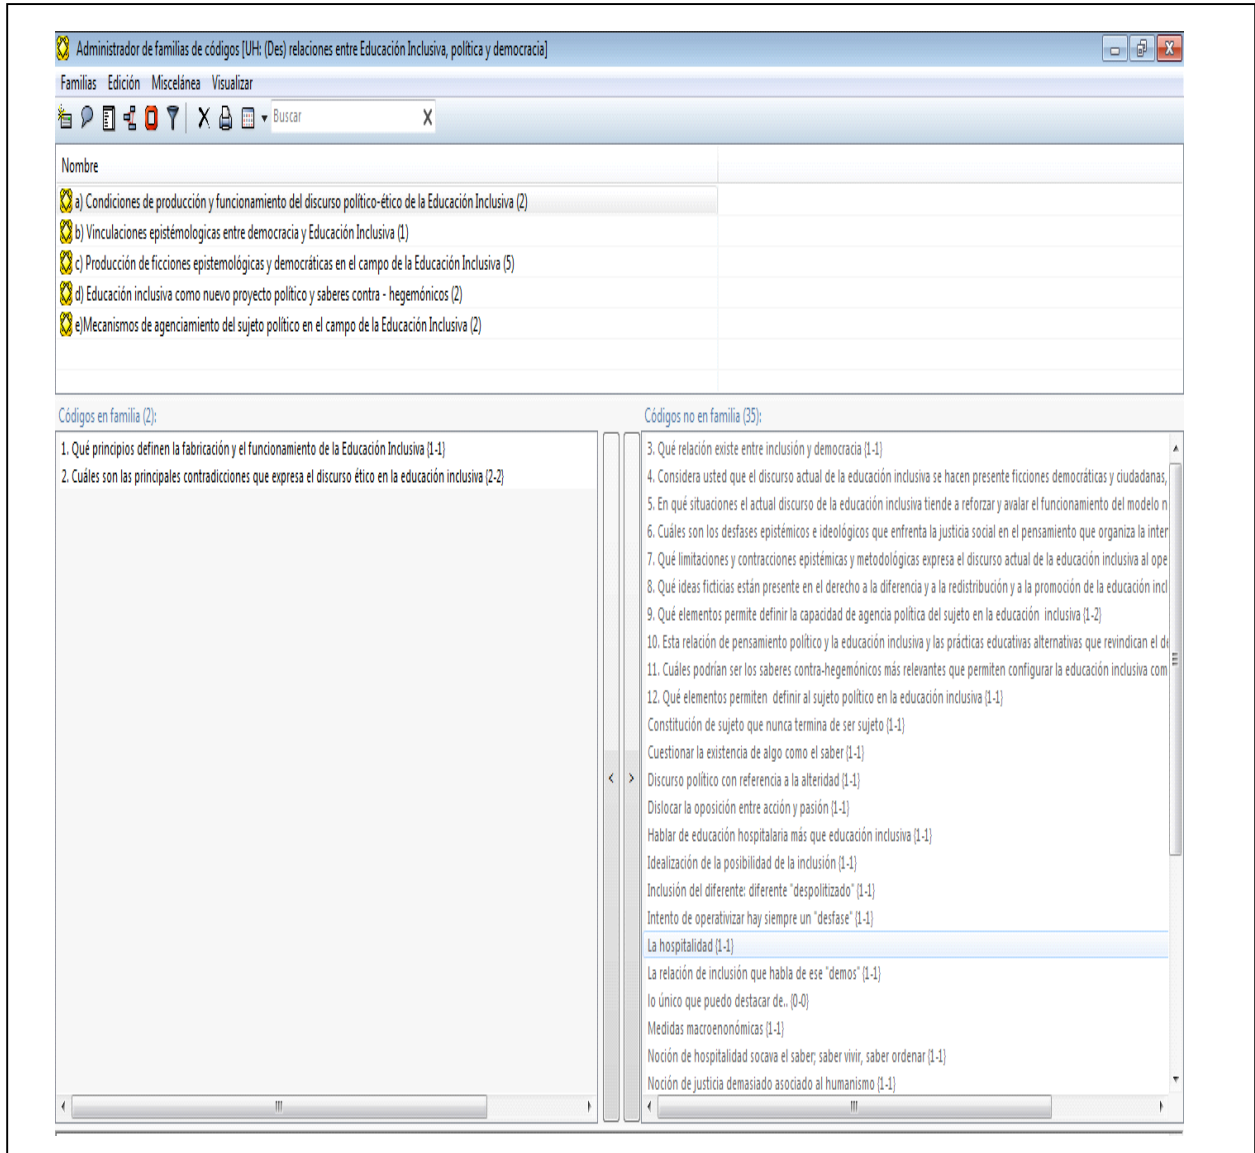 Administrador de familias de códigos [UH: (Des) relaciones entre Educación Inclusiva, política y democracia]
Familias Edición Miscelánea Visualizar
Buscar
Nombre
a) Condiciones de producción y funcionamiento del discurso político-ético de la Educación Inclusiva (2)
b) Vinculaciones epistémologicas entre democracia y Educación Inclusiva (1)
c) Producción de ficciones epistemológicas y democráticas en el campo de la Educación Inclusiva (5)
d) Educación inclusiva como nuevo proyecto político y saberes contra - hegemónicos (2)
e)Mecanismos de agenciamiento del sujeto político en el campo de la Educación Inclusiva (2)
Códigos en familia (2):
1. Qué principios definen la fabricación y el funcionamiento de la Educación Inclusiva {1-1}
2. Cuáles son las principales contradicciones que expresa el discurso ético en la educación inclusiva {2-2}
Códigos no en familia (35):
3. Qué relación existe entre inclusión y democracia {1-1}
4. Considera usted que el discurso actual de la educación inclusiva se hacen presente ficciones democráticas y ciudadanas,
5. En qué situaciones el actual discurso de la educación inclusiva tiende a reforzar y avalar el funcionamiento del modelo n
6. Cuáles son los desfases epistémicos e ideológicos que enfrenta la justicia social en el pensamiento que organiza la inter
7. Qué limitaciones y contracciones epistémicas y metodológicas expresa el discurso actual de la educación inclusiva al ope
8. Qué ideas ficticias están presente en el derecho a la diferencia y a la redistribución y a la promoción de la educación incl
9. Qué elementos permite definir la capacidad de agencia política del sujeto en la educación inclusiva {1-2}
10. Esta relación de pensamiento político y la educación inclusiva y las prácticas educativas alternativas que revindican el de
11. Cuáles podrían ser los saberes contra-hegemónicos más relevantes que permiten configurar la educación inclusiva com
12. Qué elementos permiten definir al sujeto político en la educación inclusiva {1-1}
Constitución de sujeto que nunca termina de ser sujeto {1-1}
Cuestionar la existencia de algo como el saber {1-1}
Discurso político con referencia a la alteridad {1-1}
Dislocar la oposición entre acción y pasión {1-1}
Hablar de educación hospitalaria más que educación inclusiva {1-1}
Idealización de la posibilidad de la inclusión {1-1}
Inclusión del diferente: diferente "despolitizado" {1-1}
Intento de operativizar hay siempre un "desfase" {1-1}
La hospitalidad {1-1}
La relación de inclusión que habla de ese "demos" {1-1}
lo único que puedo destacar de.. {0-0}
Medidas macroenonómicas {1-1}
Noción de hospitalidad socava el saber; saber vivir, saber ordenar {1-1}
Noción de justicia demasiado asociado al humanismo {1-1}